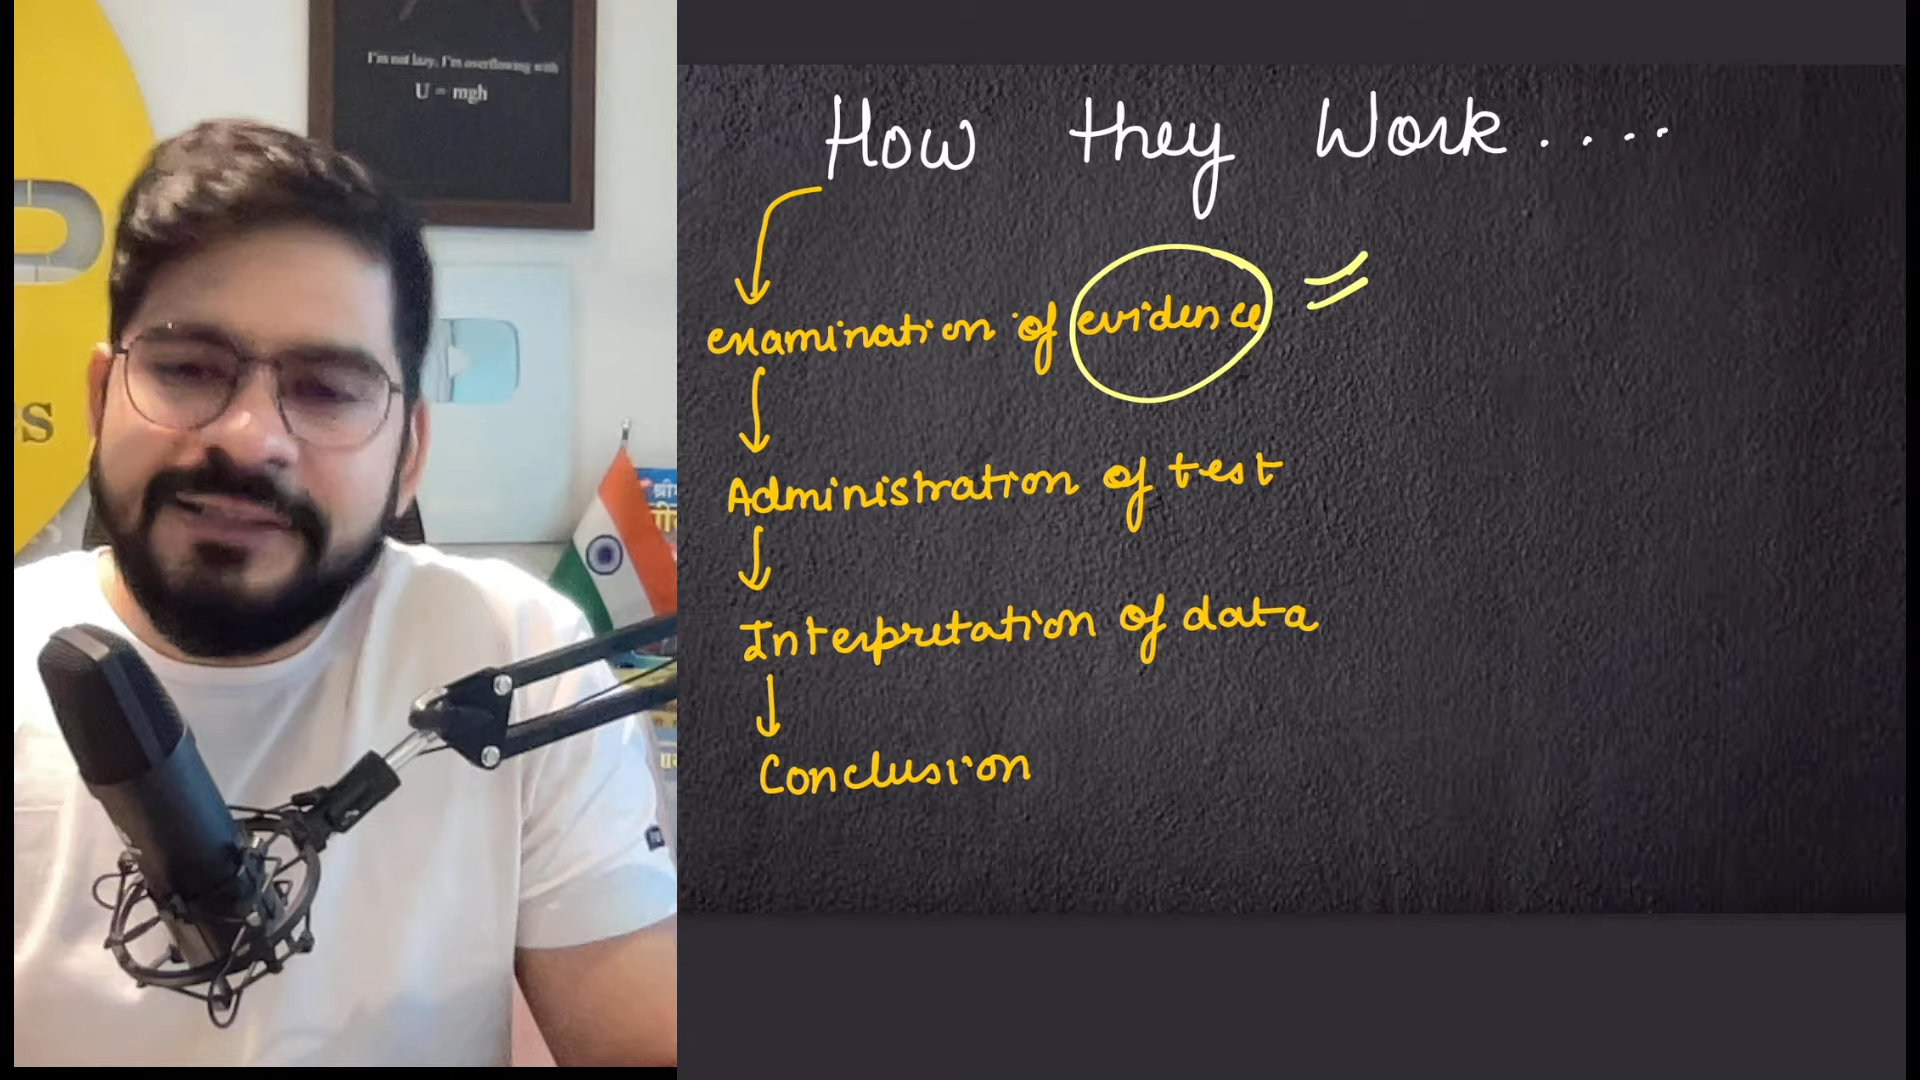 I'm not lazy, I'm overflowing with
U = mgh
P
S
How they Work....
examination of evidence
Administration of test
Interpretation of data
Conclusion